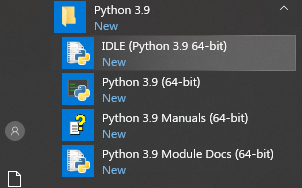 Python 3.9
New
IDLE (Python 3.9 64-bit)
New
Python 3.9 (64-bit)
New
Python 3.9 Manuals (64-bit)
New
Python 3.9 Module Docs (64-bit)
New